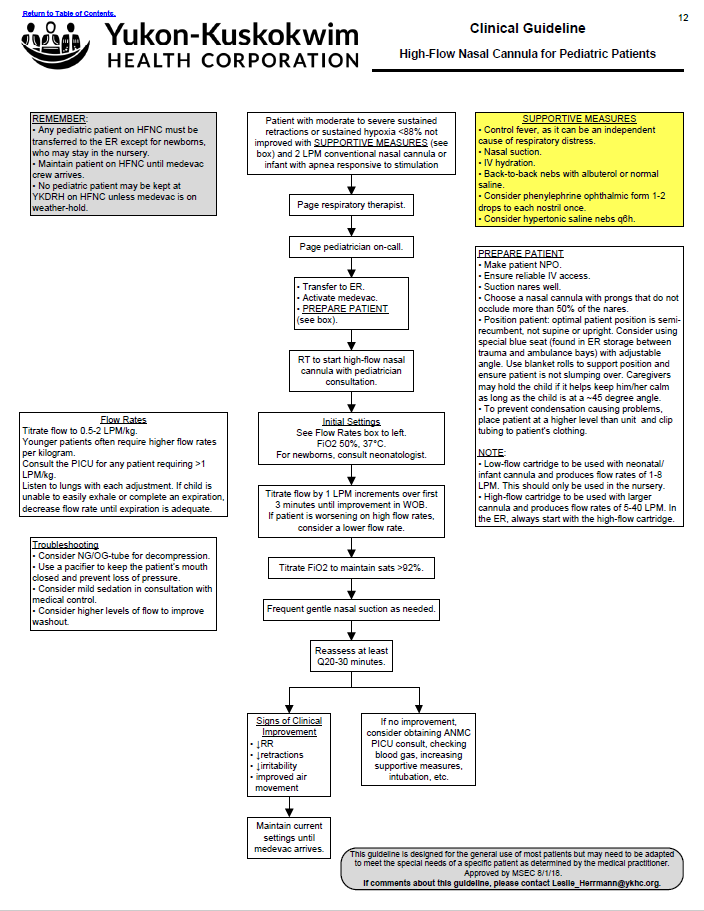 Return to Table of Contents.
12
Yukon-Kuskokwim
HEALTH CORPORATION
Clinical Guideline
High-Flow Nasal Cannula for Pediatric Patients
REMEMBER:
• Any pediatric patient on HFNC must be
transferred to the ER except for newborns,
who may stay in the nursery.
• Maintain patient on HFNC until medevac
crew arrives.
• No pediatric patient may be kept at
YKDRH on HFNC unless medevac is on
weather-hold.
Patient with moderate to severe sustained
retractions or sustained hypoxia <88% not
improved with SUPPORTIVE MEASURES (see
box) and 2 LPM conventional nasal cannula or
infant with apnea responsive to stimulation
SUPPORTIVE MEASURES
• Control fever, as it can be an independent
cause of respiratory distress.
• Nasal suction.
• IV hydration.
• Back-to-back nebs with albuterol or normal
saline.
• Consider phenylephrine ophthalmic form 1-2
drops to each nostril once.
• Consider hypertonic saline nebs q6h.
Page respiratory therapist.
Page pediatrician on-call.
• Transfer to ER.
• Activate medevac.
• PREPARE PATIENT
(see box).
RT to start high-flow nasal
cannula with pediatrician
consultation.
PREPARE PATIENT
• Make patient NPO.
• Ensure reliable IV access.
• Suction nares well.
• Choose a nasal cannula with prongs that do not
occlude more than 50% of the nares.
• Position patient: optimal patient position is semi-
recumbent, not supine or upright. Consider using
special blue seat (found in ER storage between
trauma and ambulance bays) with adjustable
angle. Use blanket rolls to support position and
ensure patient is not slumping over. Caregivers
may hold the child if it helps keep him/her calm
as long as the child is at a ~45 degree angle.
• To prevent condensation causing problems,
place patient at a higher level than unit and clip
tubing to patient's clothing.
NOTE:
• Low-flow cartridge to be used with neonatal/
infant cannula and produces flow rates of 1-8
LPM. This should only be used in the nursery.
• High-flow cartridge to be used with larger
cannula and produces flow rates of 5-40 LPM. In
the ER, always start with the high-flow cartridge.
Flow Rates
Titrate flow to 0.5-2 LPM/kg.
Younger patients often require higher flow rates
per kilogram.
Consult the PICU for any patient requiring >1
LPM/kg.
Listen to lungs with each adjustment. If child is
unable to easily exhale or complete an expiration,
decrease flow rate until expiration is adequate.
Initial Settings
See Flow Rates box to left.
FiO2 50%, 37°C.
For newborns, consult neonatologist.
Titrate flow by 1 LPM increments over first
3 minutes until improvement in WOB.
If patient is worsening on high flow rates,
consider a lower flow rate.
Troubleshooting
• Consider NG/OG-tube for decompression.
• Use a pacifier to keep the patient's mouth
closed and prevent loss of pressure.
• Consider mild sedation in consultation with
medical control.
• Consider higher levels of flow to improve
washout.
Titrate FiO2 to maintain sats >92%.
Frequent gentle nasal suction as needed.
Reassess at least
Q20-30 minutes.
Signs of Clinical
Improvement
• ↓RR
• ↓retractions
• ↓irritability
• improved air
movement
If no improvement,
consider obtaining ANMC
PICU consult, checking
blood gas, increasing
supportive measures,
intubation, etc.
Maintain current
settings until
medevac arrives.
This guideline is designed for the general use of most patients but may need to be adapted
to meet the special needs of a specific patient as determined by the medical practitioner.
Approved by MSEC 8/1/18.
If comments about this guideline, please contact Leslie_Herrmann@ykhc.org.